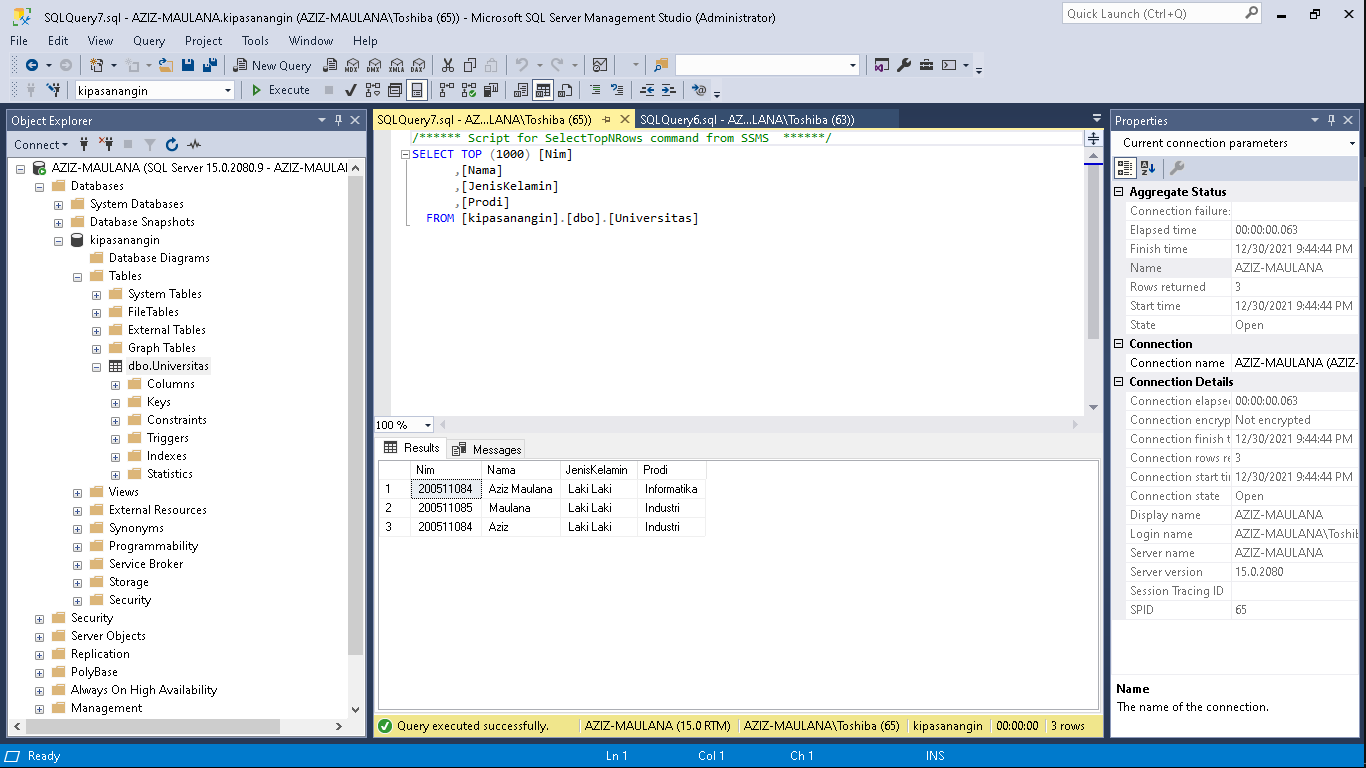 SQLQuery7.sql - AZIZ-MAULANA.kipasanangin (AZIZ-MAULANA\Toshiba (65)) - Microsoft SQL Server Management Studio (Administrator)
Quick Launch (Ctrl+Q)
File Edit View Query Project Tools Window Help
New Query MDX DMX XMLA DAX
kipasanangin Execute
Object Explorer
Connect
AZIZ-MAULANA (SQL Server 15.0.2080.9 - AZIZ-MAULAI
Databases
System Databases
Database Snapshots
kipasanangin
Database Diagrams
Tables
System Tables
FileTables
External Tables
Graph Tables
dbo.Universitas
Columns
Keys
Constraints
Triggers
Indexes
Statistics
Views
External Resources
Synonyms
Programmability
Service Broker
Storage
Security
Security
Server Objects
Replication
PolyBase
Always On High Availability
Management
SQLQuery7.sql - AZ...LANA\Toshiba (65)) SQLQuery6.sql - AZ...LANA\Toshiba (63))
/****** Script for SelectTopNRows command from SSMS ******/
SELECT TOP (1000) [Nim]
,[Nama]
,[JenisKelamin]
,[Prodi]
FROM [kipasanangin].[dbo].[Universitas]
100 %
Results Messages
Nim Nama JenisKelamin Prodi
1 200511084 Aziz Maulana Laki Laki Informatika
2 200511085 Maulana Laki Laki Industri
3 200511084 Aziz Laki Laki Industri
Query executed successfully. AZIZ-MAULANA (15.0 RTM) AZIZ-MAULANA\Toshiba (65) kipasanangin 00:00:00 3 rows
Properties
Current connection parameters
Aggregate Status
Connection failure:
Elapsed time 00:00:00.063
Finish time 12/30/2021 9:44:44 PM
Name AZIZ-MAULANA
Rows returned 3
Start time 12/30/2021 9:44:44 PM
State Open
Connection
Connection name AZIZ-MAULANA (AZIZ-
Connection Details
Connection elapse 00:00:00.063
Connection encryp Not encrypted
Connection finish t 12/30/2021 9:44:44 PM
Connection rows re 3
Connection start ti 12/30/2021 9:44:44 PM
Connection state Open
Display name AZIZ-MAULANA
Login name AZIZ-MAULANA\Toshib
Server name AZIZ-MAULANA
Server version 15.0.2080
Session Tracing ID
SPID 65
Name
The name of the connection.
Ready Ln 1 Col 1 Ch 1 INS